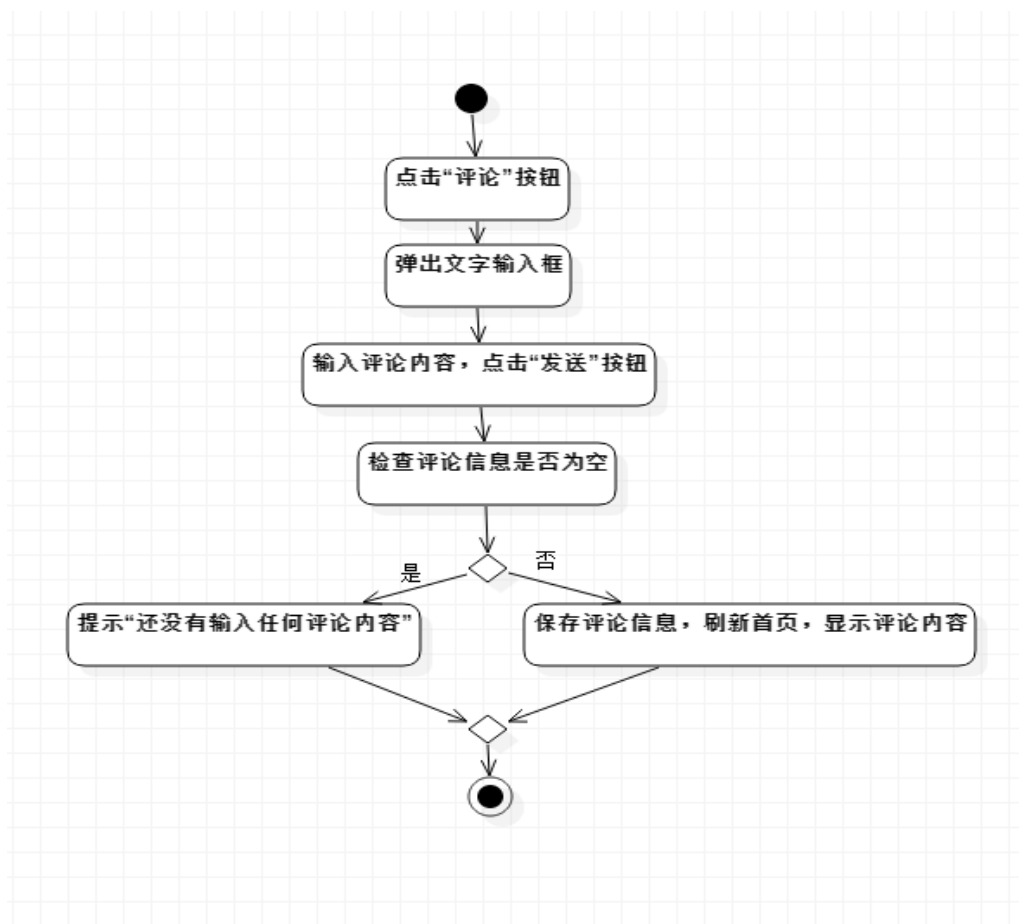 点击“评论”按钮
弹出文字输入框
输入评论内容，点击“发送”按钮
检查评论信息是否为空
是
否
提示“还没有输入任何评论内容”
保存评论信息，刷新首页，显示评论内容